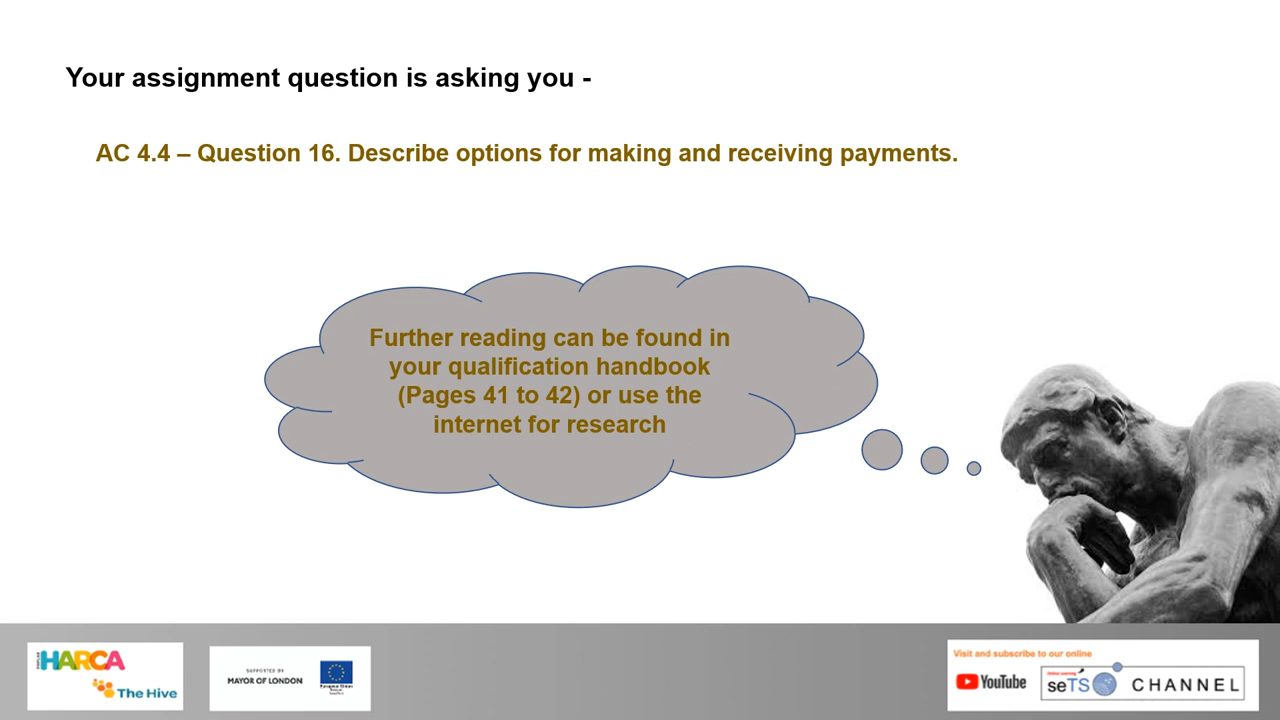 Your assignment question is asking you -
AC 4.4 – Question 16. Describe options for making and receiving payments.
Further reading can be found in
your qualification handbook
(Pages 41 to 42) or use the
internet for research
HARCA
The Hive
SUPPORTED BY
MAYOR OF LONDON
Visit and subscribe to our online
YouTube
seTS CHANNEL